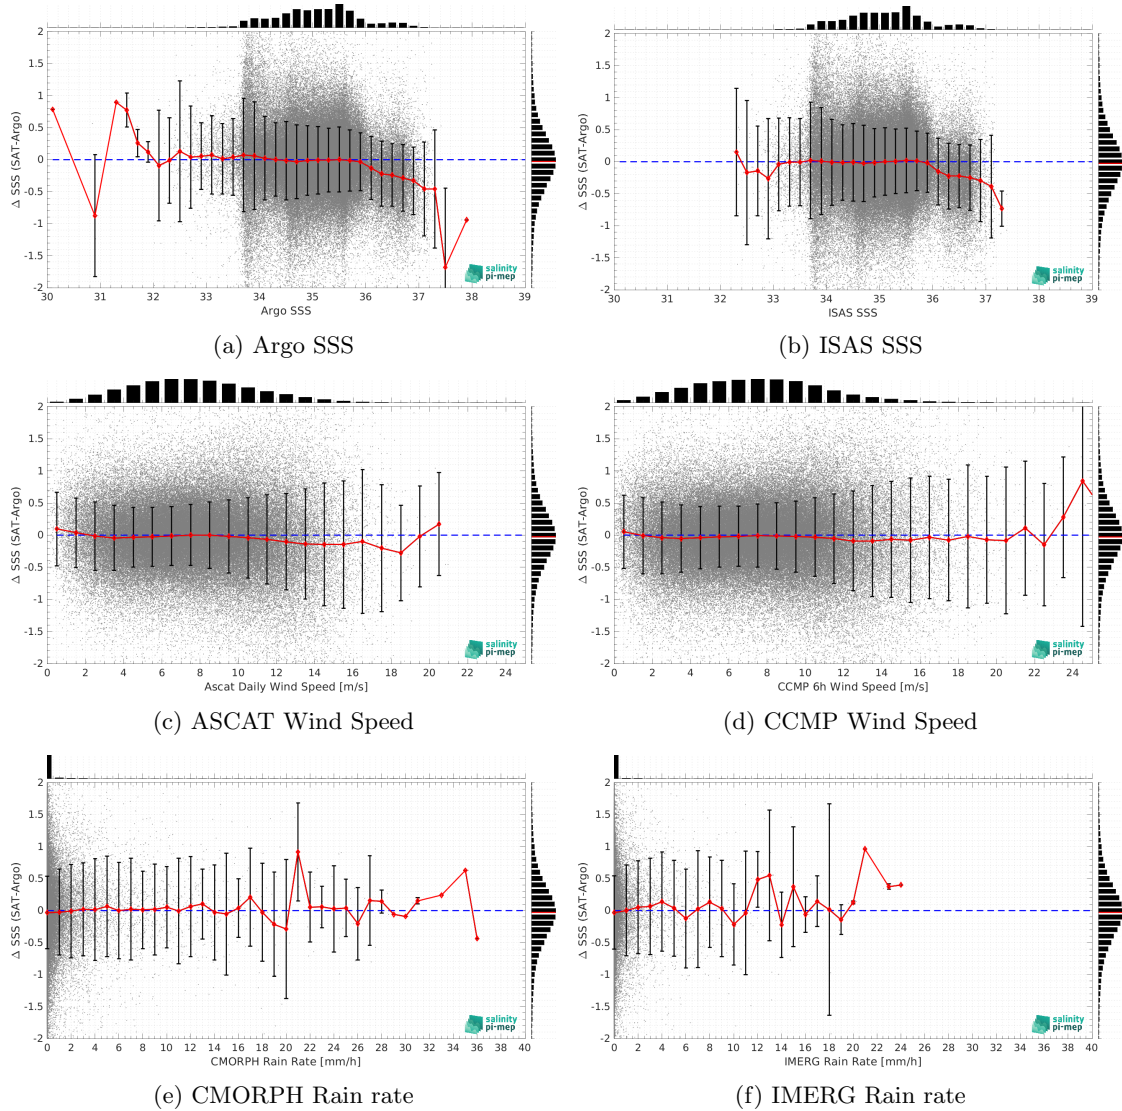 2
1.5
1
0.5
0
-0.5
-1
-1.5
-2
Δ SSS (SAT-Argo)
30 31 32 33 34 35 36 37 38 39
Argo SSS
salinity
pi-mep
(a) Argo SSS
2
1.5
1
0.5
0
-0.5
-1
-1.5
-2
Δ SSS (SAT-Argo)
30 31 32 33 34 35 36 37 38 39
ISAS SSS
salinity
pi-mep
(b) ISAS SSS
2
1.5
1
0.5
0
-0.5
-1
-1.5
-2
Δ SSS (SAT-Argo)
0 2 4 6 8 10 12 14 16 18 20 22 24
Ascat Daily Wind Speed [m/s]
salinity
pi-mep
(c) ASCAT Wind Speed
2
1.5
1
0.5
0
-0.5
-1
-1.5
-2
Δ SSS (SAT-Argo)
0 2 4 6 8 10 12 14 16 18 20 22 24
CCMP 6h Wind Speed [m/s]
salinity
pi-mep
(d) CCMP Wind Speed
2
1.5
1
0.5
0
-0.5
-1
-1.5
-2
Δ SSS (SAT-Argo)
0 2 4 6 8 10 12 14 16 18 20 22 24 26 28 30 32 34 36 38 40
CMORPH Rain Rate [mm/h]
salinity
pi-mep
(e) CMORPH Rain rate
2
1.5
1
0.5
0
-0.5
-1
-1.5
-2
Δ SSS (SAT-Argo)
0 2 4 6 8 10 12 14 16 18 20 22 24 26 28 30 32 34 36 38 40
IMERG Rain Rate [mm/h]
salinity
pi-mep
(f) IMERG Rain rate